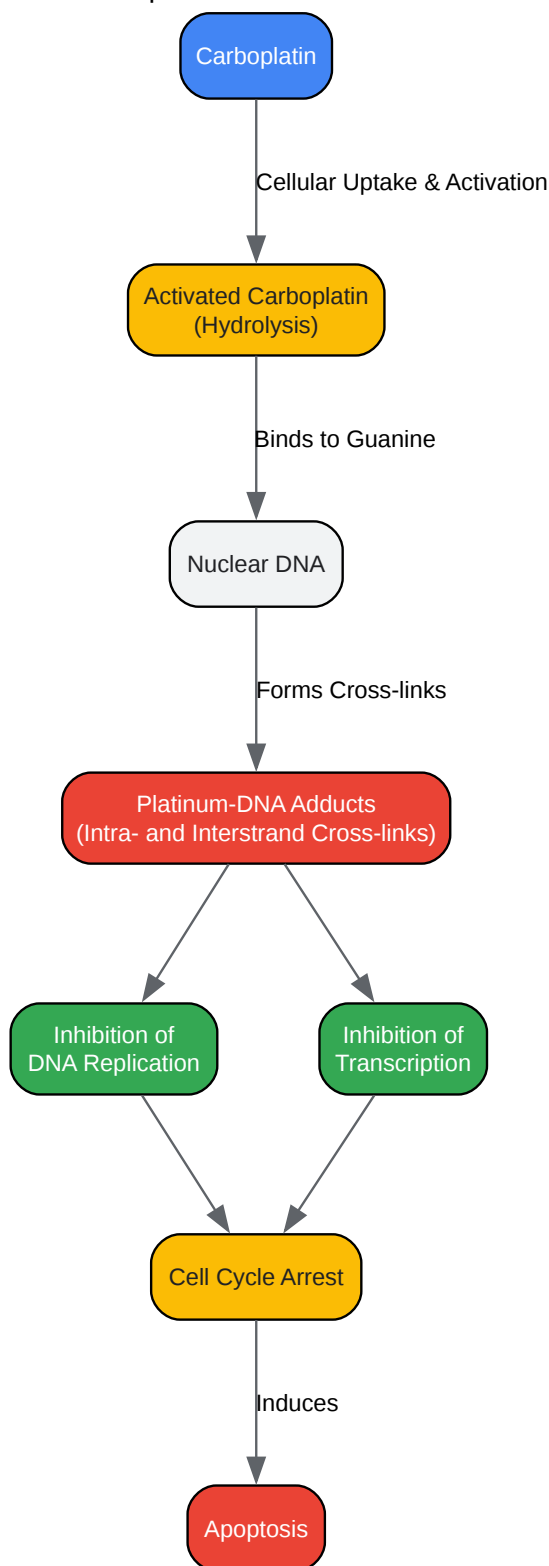 Carboplatin
Cellular Uptake & Activation
Activated Carboplatin
(Hydrolysis)
Binds to Guanine
Nuclear DNA
Forms Cross-links
Platinum-DNA Adducts
(Intra- and Interstrand Cross-links)
Inhibition of
DNA Replication
Inhibition of
Transcription
Cell Cycle Arrest
Induces
Apoptosis